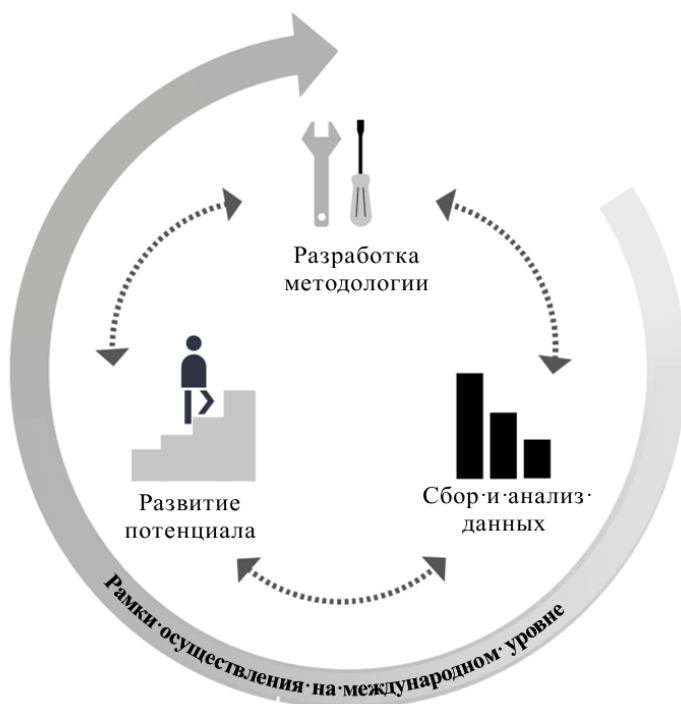 Разработка
методологии
Развитие
потенциала
Сбор·и·анализ·
данных
Рамки·осуществления·на·международном·уровне